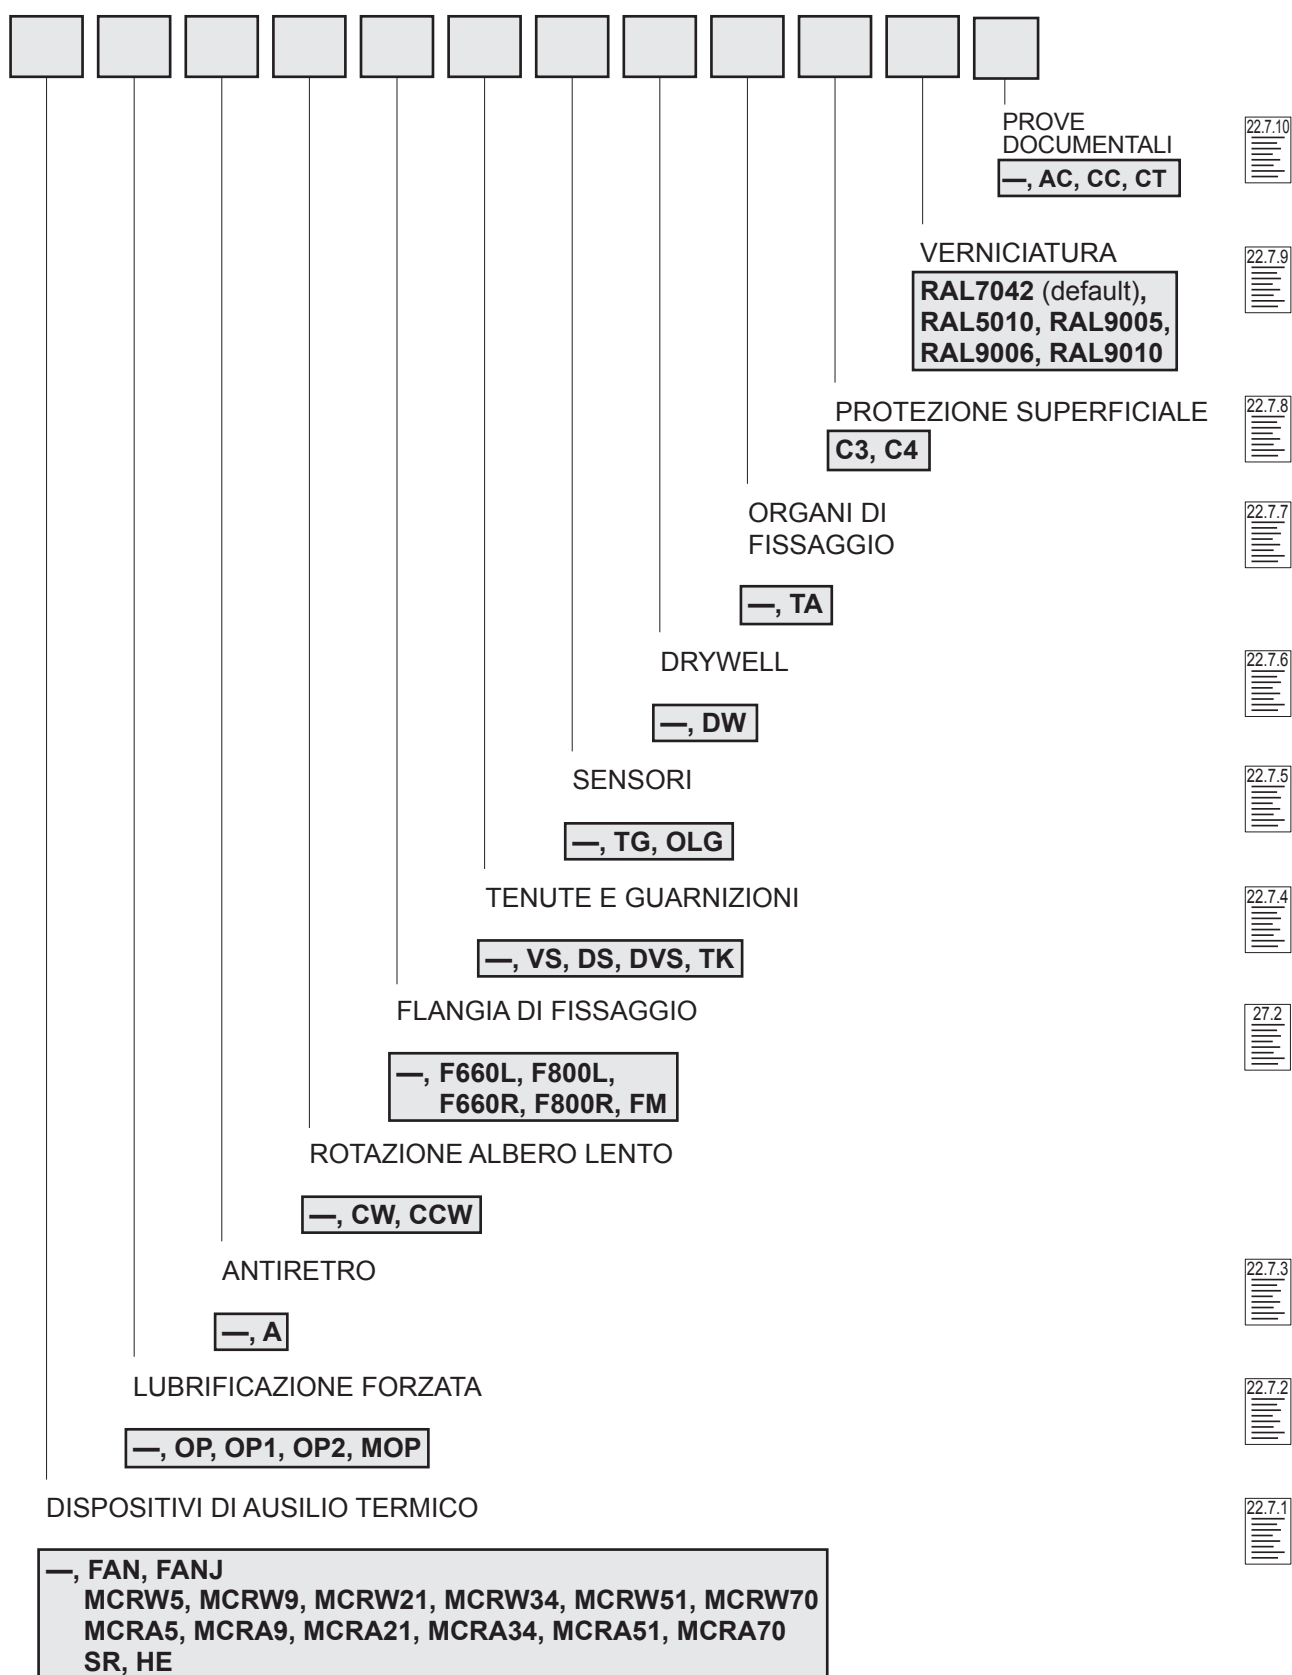 PROVE
DOCUMENTALI
—, AC, CC, CT
22.7.10
VERNICIATURA
RAL7042 (default),
RAL5010, RAL9005,
RAL9006, RAL9010
22.7.9
PROTEZIONE SUPERFICIALE
C3, C4
22.7.8
ORGANI DI
FISSAGGIO
—, TA
22.7.7
DRYWELL
—, DW
22.7.6
SENSORI
—, TG, OLG
22.7.5
TENUTE E GUARNIZIONI
—, VS, DS, DVS, TK
22.7.4
FLANGIA DI FISSAGGIO
—, F660L, F800L,
F660R, F800R, FM
27.2
ROTAZIONE ALBERO LENTO
—, CW, CCW
ANTIRETRO
—, A
22.7.3
LUBRIFICAZIONE FORZATA
—, OP, OP1, OP2, MOP
22.7.2
DISPOSITIVI DI AUSILIO TERMICO
—, FAN, FANJ
MCRW5, MCRW9, MCRW21, MCRW34, MCRW51, MCRW70
MCRA5, MCRA9, MCRA21, MCRA34, MCRA51, MCRA70
SR, HE
22.7.1